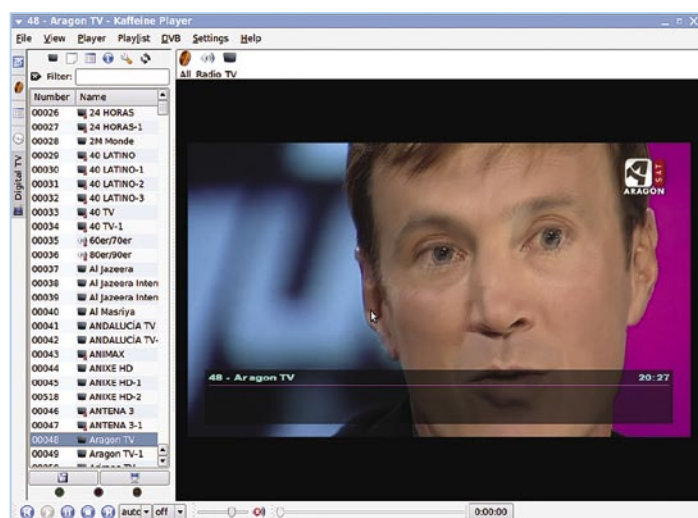 48 - Aragon TV - Kaffeine Player
File View Player Playlist DVB Settings Help
Filter:
All Radio TV
Number Name
00026 24 HORAS
00027 24 HORAS-1
00028 2M Monde
00029 40 LATINO
00030 40 LATINO-1
00031 40 LATINO-2
00032 40 LATINO-3
00033 40 TV
00034 40 TV-1
00035 60er/70er
00036 80er/90er
00037 Al Jazeera
00038 Al Jazeera Inten
00039 Al Jazeera Inten
00040 Al Masriya
00041 ANDALUCÍA TV
00042 ANDALUCÍA TV-
00043 ANIMAX
00044 ANIXE HD
00045 ANIXE HD-1
00518 ANIXE HD-2
00046 ANTENA 3
00047 ANTENA 3-1
00048 Aragon TV
00049 Aragon TV-1
Digital TV
SAT
ARAGÓN
48 - Aragon TV 20:27
auto off
0:00:00